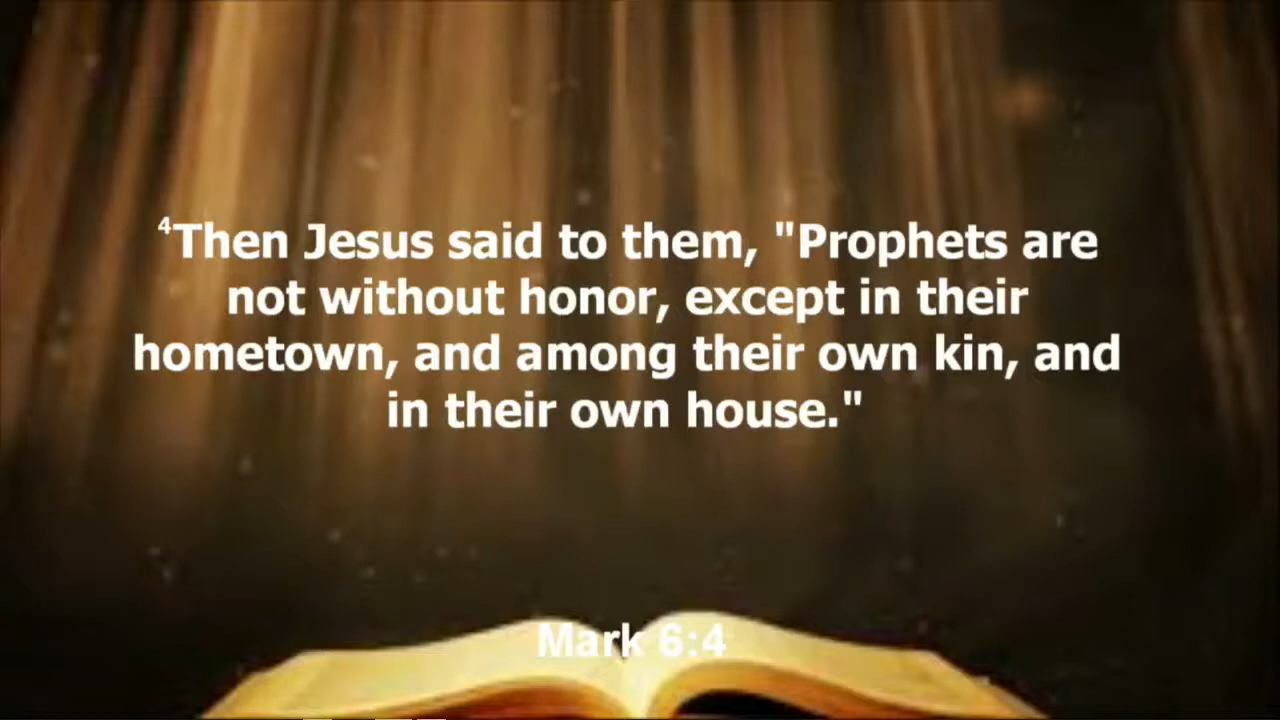 ⁴Then Jesus said to them, "Prophets are
not without honor, except in their
hometown, and among their own kin, and
in their own house."
Mark 6:4